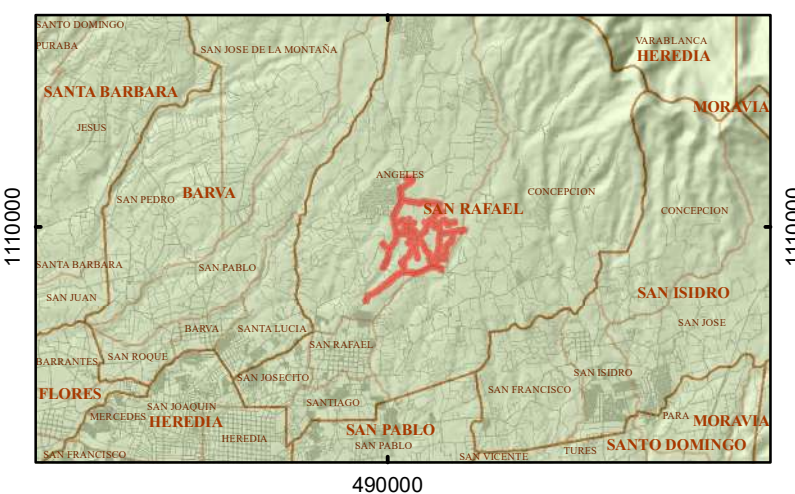 SANTO DOMINGO
PURABA
SAN JOSE DE LA MONTAÑA
VARABLANCA
HEREDIA
SANTA BARBARA
MORAVIA
JESUS
ANGELES
SAN PEDRO
BARVA
CONCEPCION
SAN RAFAEL
CONCEPCION
1110000
1110000
SANTA BARBARA
SAN PABLO
SAN JUAN
SAN ISIDRO
BARVA
SANTA LUCIA
SAN JOSE
SAN RAFAEL
BARRANTES
SAN ROQUE
SAN JOSECITO
SAN ISIDRO
FLORES
SAN FRANCISCO
SANTIAGO
SAN JOAQUIN
MERCEDES
HEREDIA
PARA
MORAVIA
SAN PABLO
HEREDIA
SAN PABLO
SANTO DOMINGO
SAN FRANCISCO
SAN VICENTE
TURES
490000